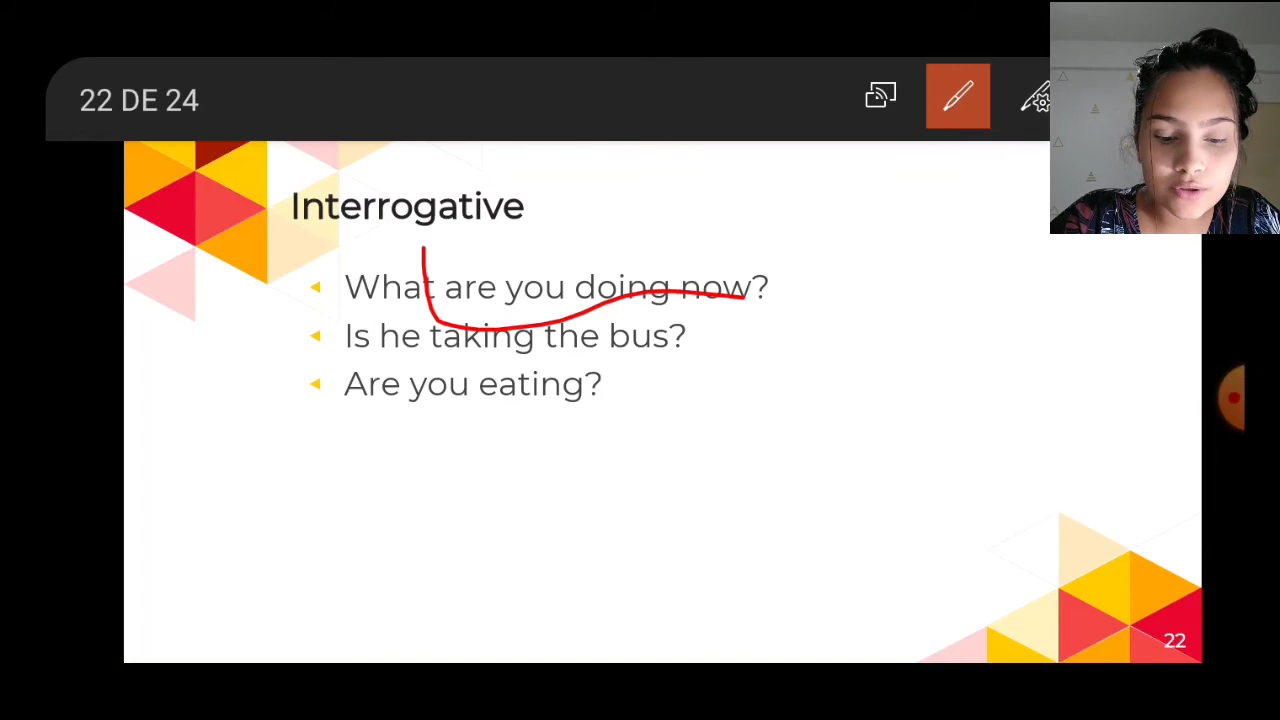 22 DE 24
Interrogative
What are you doing now?
Is he taking the bus?
Are you eating?
22